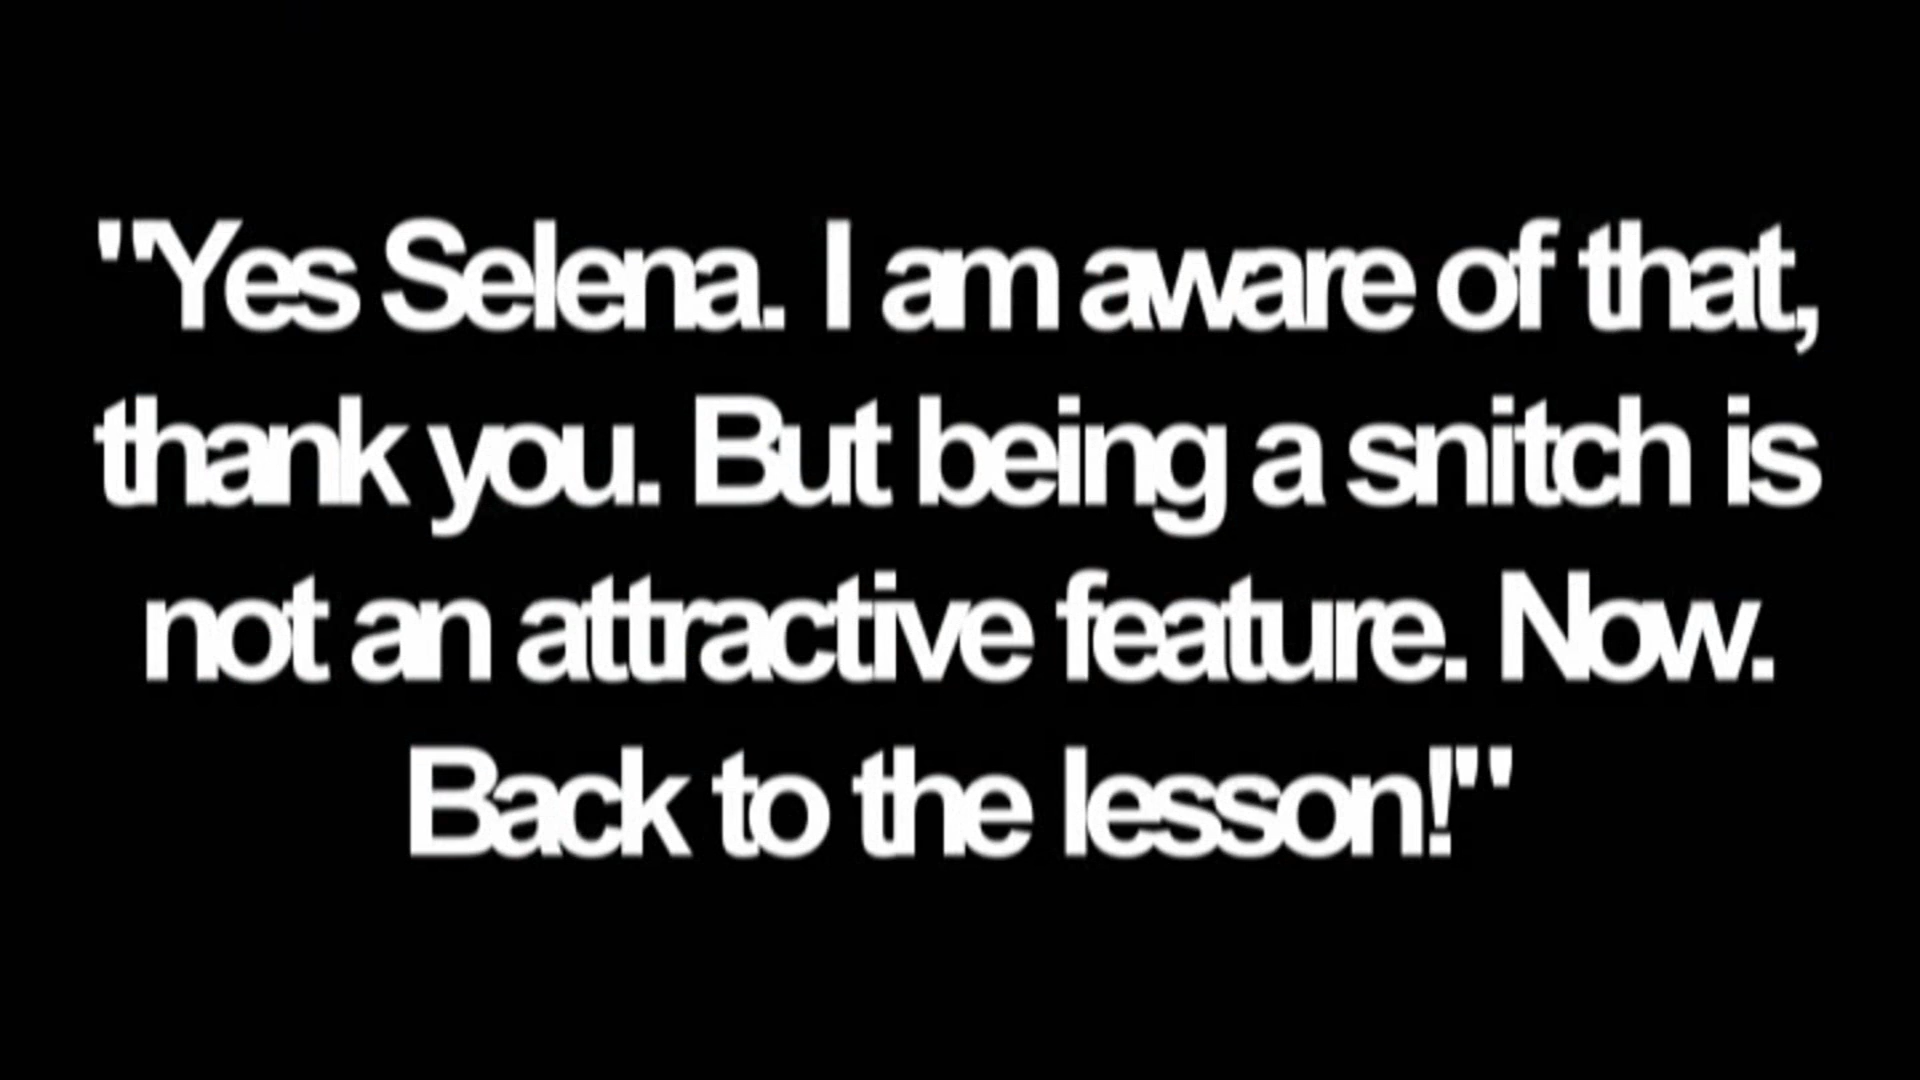 "Yes Selena. I am aware of that,
thank you. But being a snitch is
not an attractive feature. Now.
Back to the lesson!"